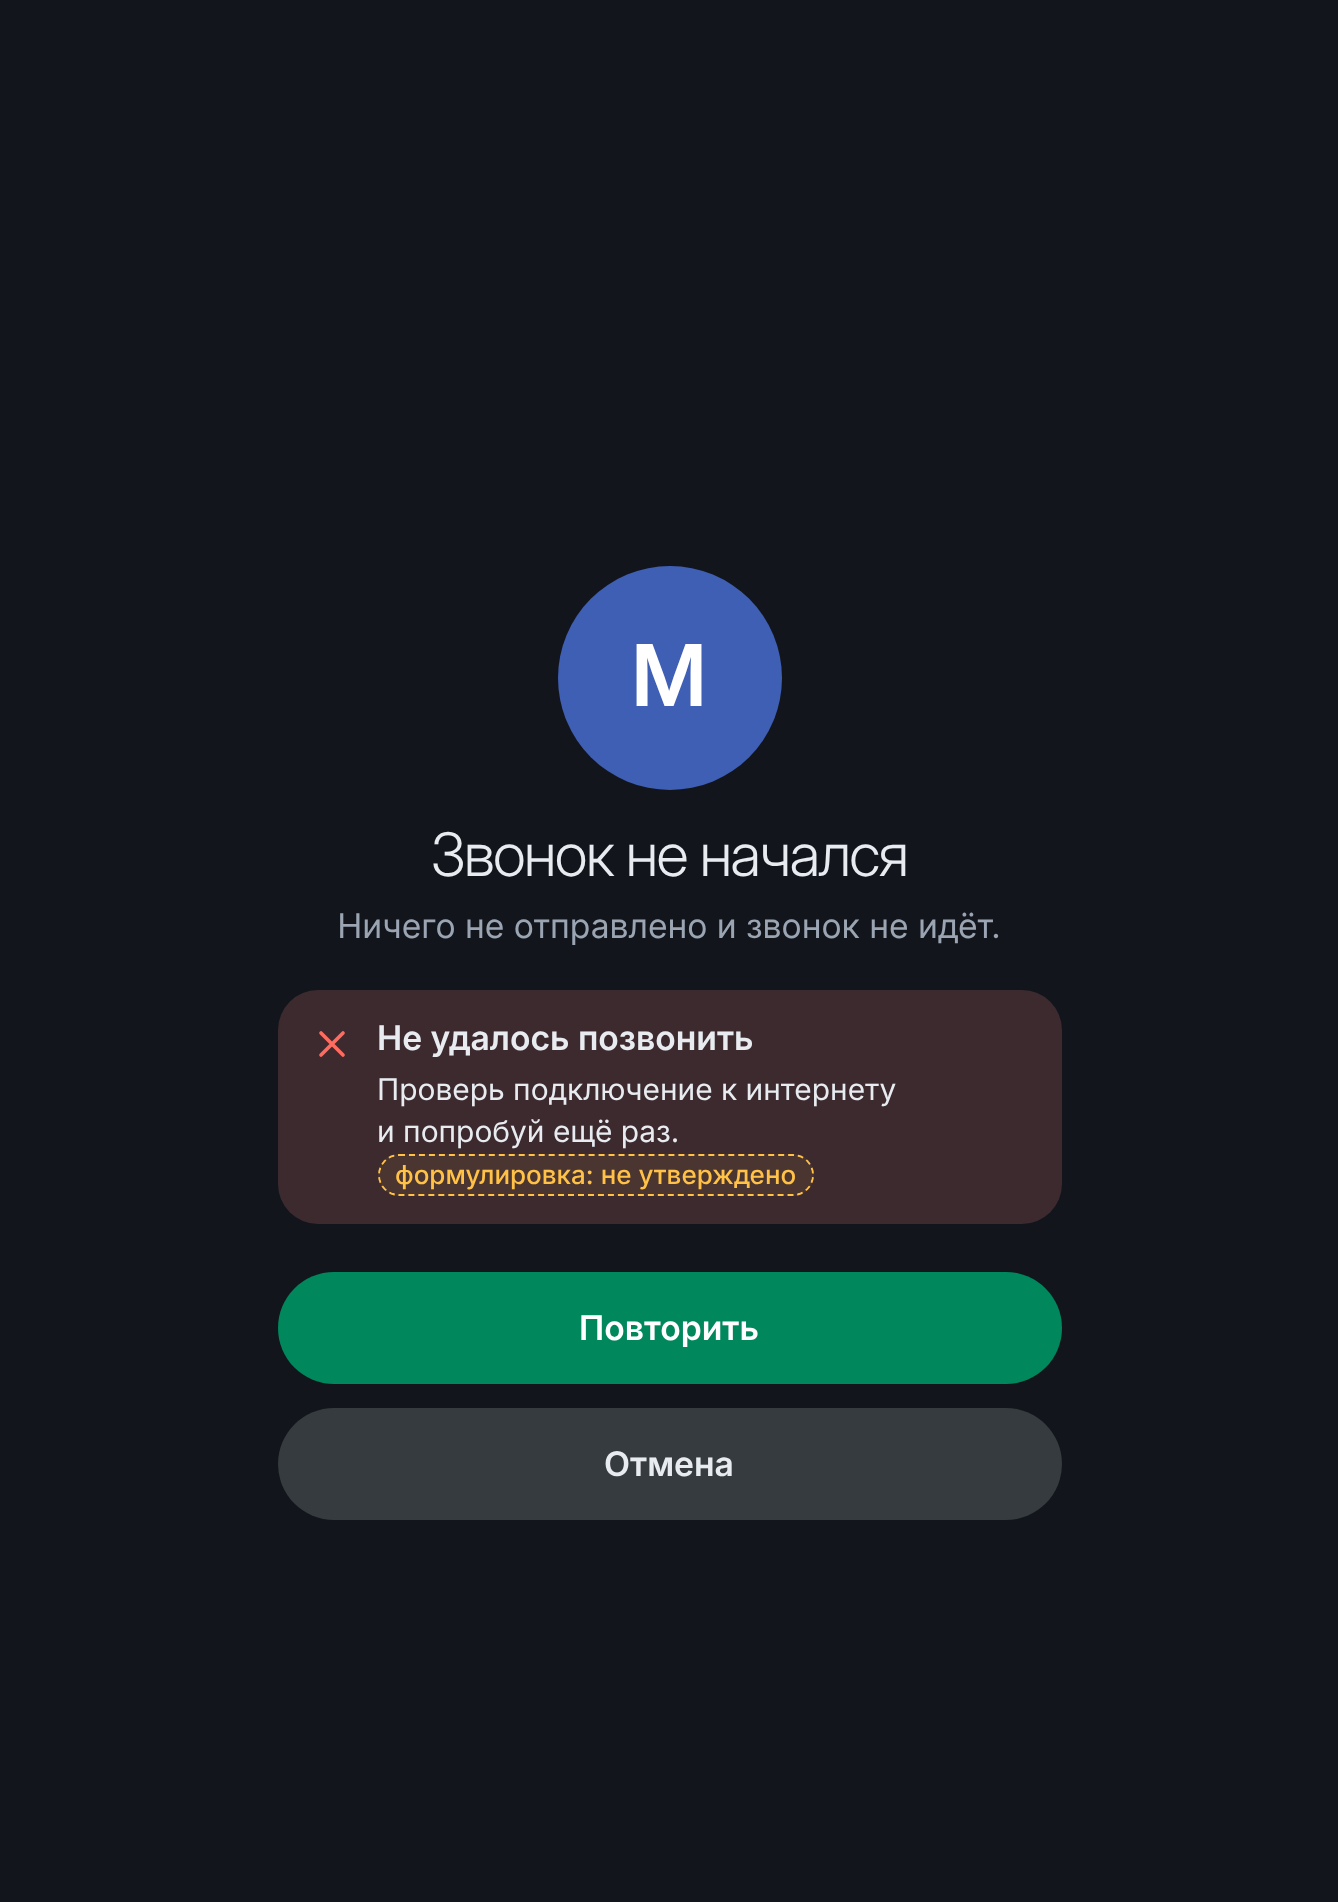 М
Звонок не начался
Ничего не отправлено и звонок не идёт.
Не удалось позвонить
Проверь подключение к интернету
и попробуй ещё раз.
формулировка: не утверждено
Повторить
Отмена